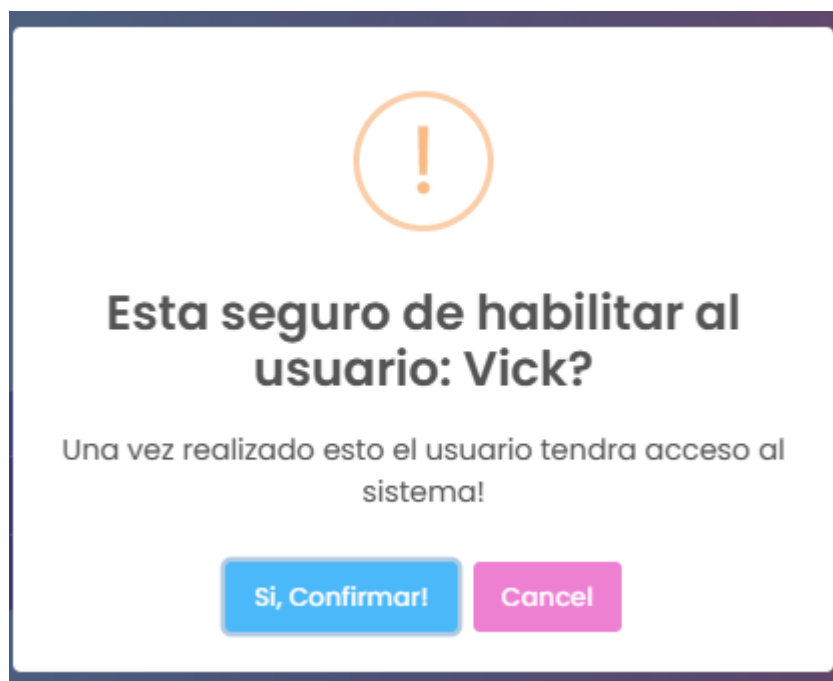 !
Esta seguro de habilitar al
usuario: Vick?
Una vez realizado esto el usuario tendra acceso al
sistema!
Si, Confirmar!
Cancel